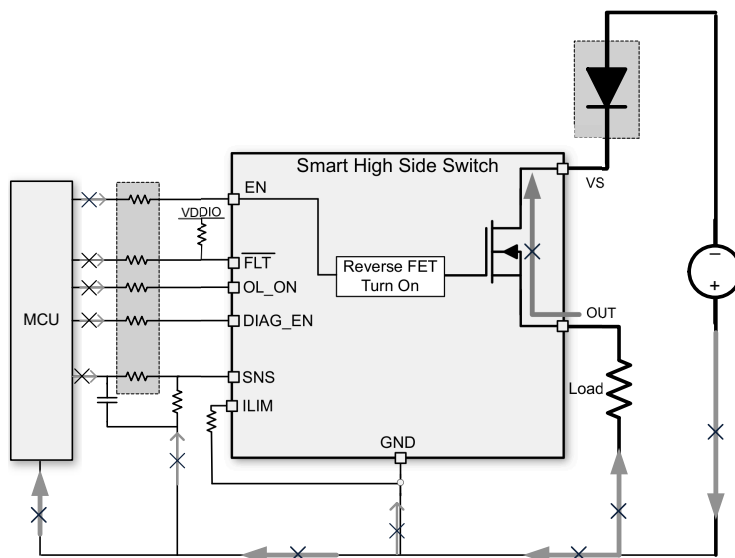 Smart High Side Switch
VS
EN
VDDIO
FLT
Reverse FET
Turn On
OL_ON
MCU
DIAG_EN
OUT
−
+
SNS
ILIM
Load
GND